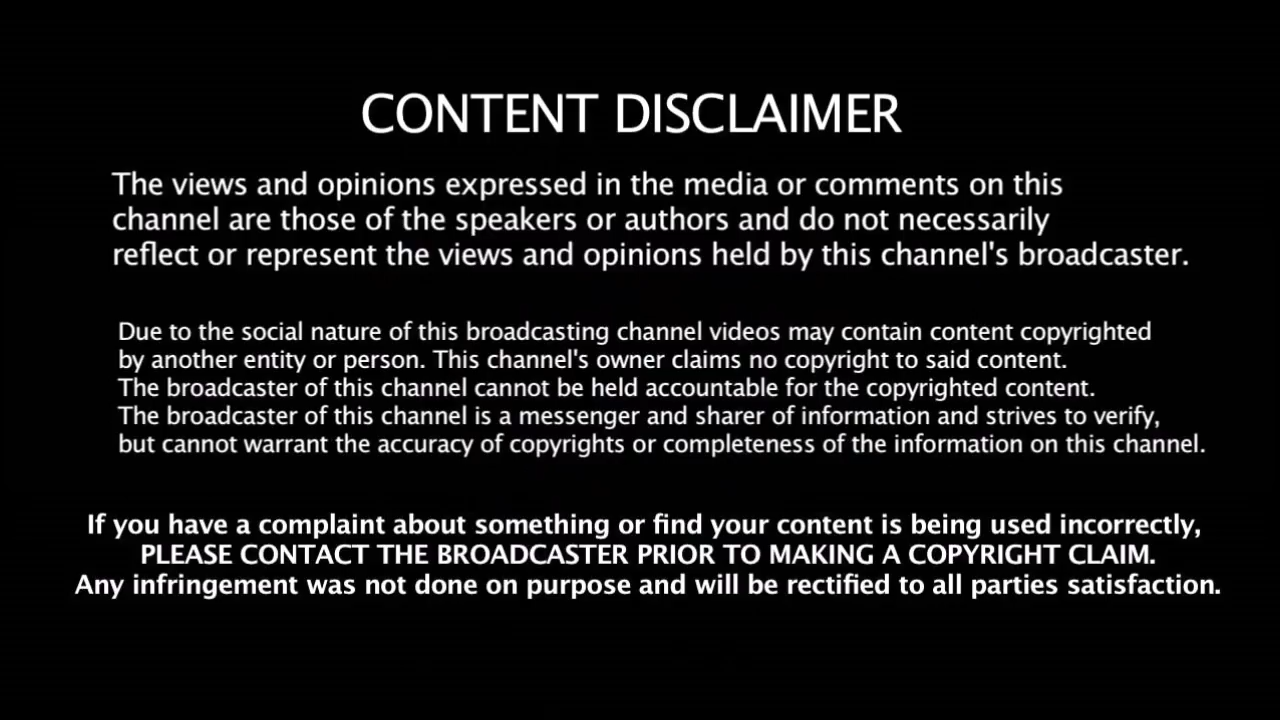 CONTENT DISCLAIMER
The views and opinions expressed in the media or comments on this
channel are those of the speakers or authors and do not necessarily
reflect or represent the views and opinions held by this channel's broadcaster.
Due to the social nature of this broadcasting channel videos may contain content copyrighted
by another entity or person. This channel's owner claims no copyright to said content.
The broadcaster of this channel cannot be held accountable for the copyrighted content.
The broadcaster of this channel is a messenger and sharer of information and strives to verify,
but cannot warrant the accuracy of copyrights or completeness of the information on this channel.
If you have a complaint about something or find your content is being used incorrectly,
PLEASE CONTACT THE BROADCASTER PRIOR TO MAKING A COPYRIGHT CLAIM.
Any infringement was not done on purpose and will be rectified to all parties satisfaction.